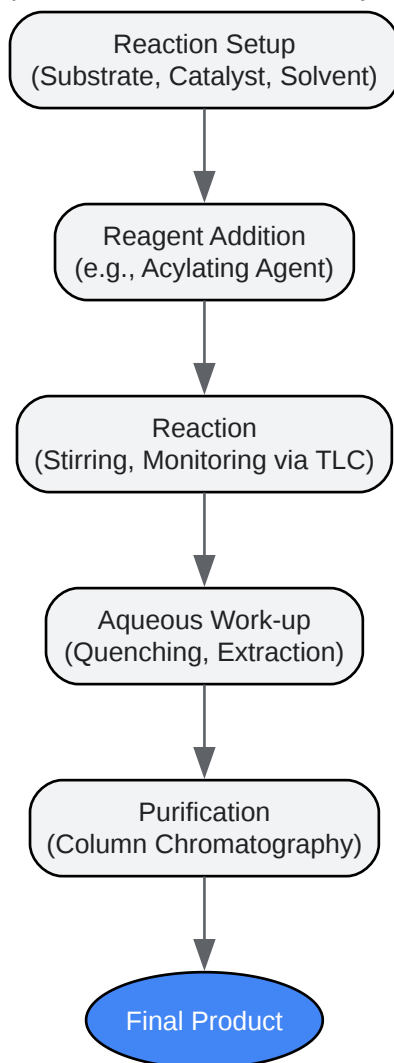 Reaction Setup
(Substrate, Catalyst, Solvent)
Reagent Addition
(e.g., Acylating Agent)
Reaction
(Stirring, Monitoring via TLC)
Aqueous Work-up
(Quenching, Extraction)
Purification
(Column Chromatography)
Final Product